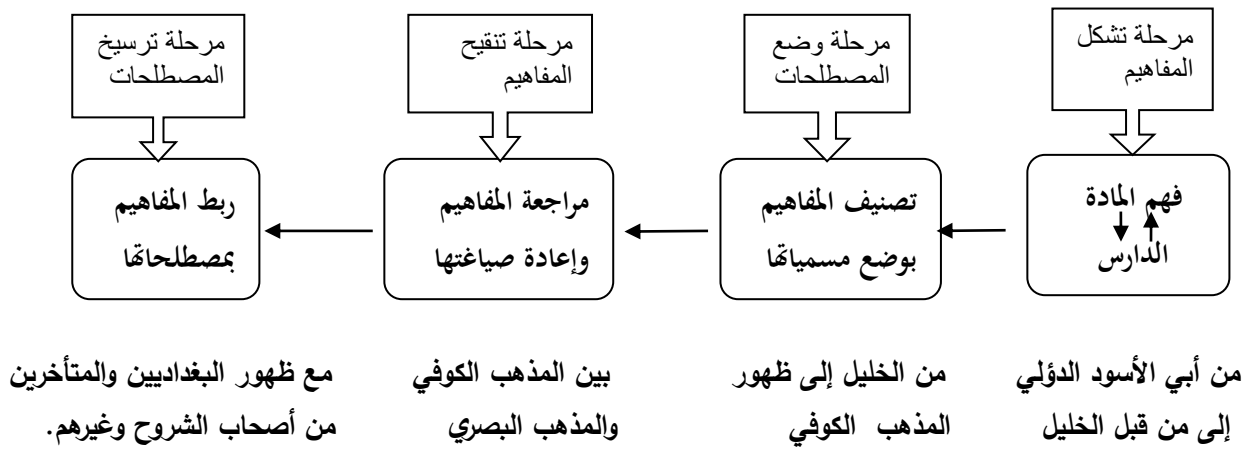 مرحلة تشكل
المفاهيم
مرحلة وضع
المصطلحات
مرحلة تنقيح
المفاهيم
مرحلة ترسيخ
المصطلحات
فهم المادة
الدارس
تصنيف المفاهيم
بوضع مسمياتها
مراجعة المفاهيم
وإعادة صياغتها
ربط المفاهيم
بمصطلحاتها
من أبي الأسود الدؤلي
إلى من قبل الخليل
من الخليل إلى ظهور
المذهب الكوفي
بين المذهب الكوفي
والمذهب البصري
مع ظهور البغداديين والمتأخرين
من أصحاب الشروح وغيرهم.